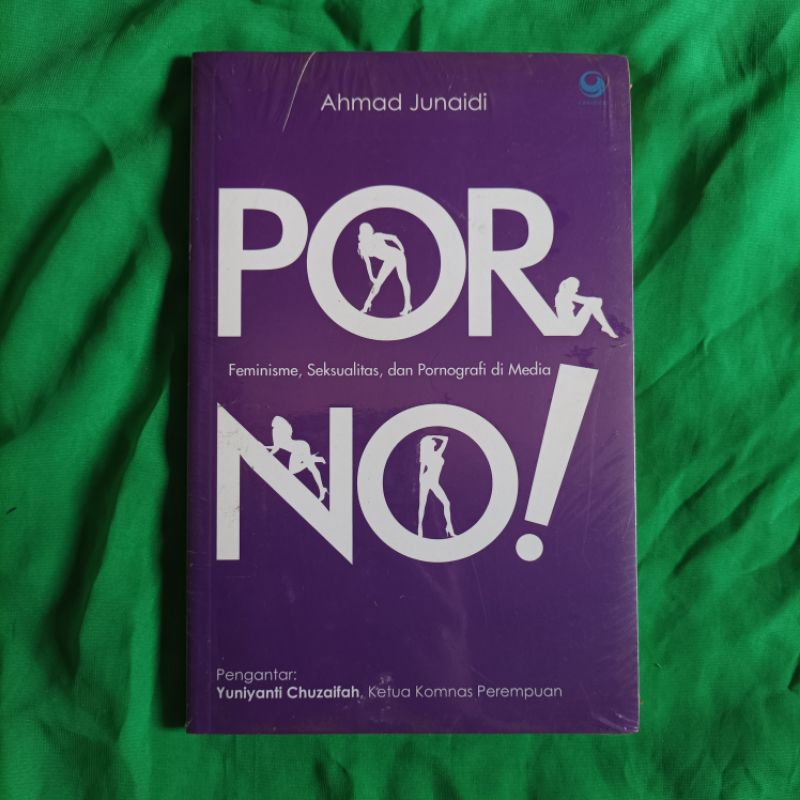 Ahmad Junaidi
POR
Feminisme, Seksualitas, dan Pornografi di Media
NO!
Pengantar:
Yuniyanti Chuzaifah, Ketua Komnas Perempuan